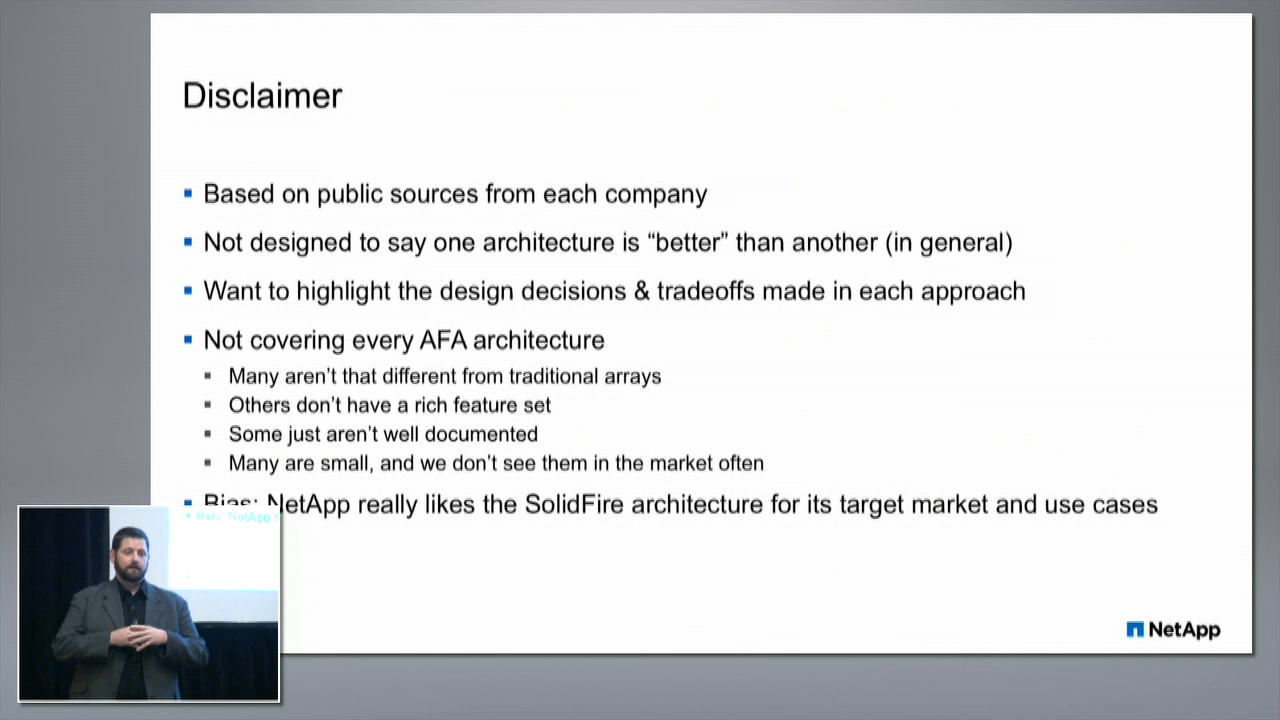 Disclaimer
Based on public sources from each company
Not designed to say one architecture is “better” than another (in general)
Want to highlight the design decisions & tradeoffs made in each approach
Not covering every AFA architecture
Many aren’t that different from traditional arrays
Others don’t have a rich feature set
Some just aren’t well documented
Many are small, and we don’t see them in the market often
Bias: NetApp really likes the SolidFire architecture for its target market and use cases
NetApp